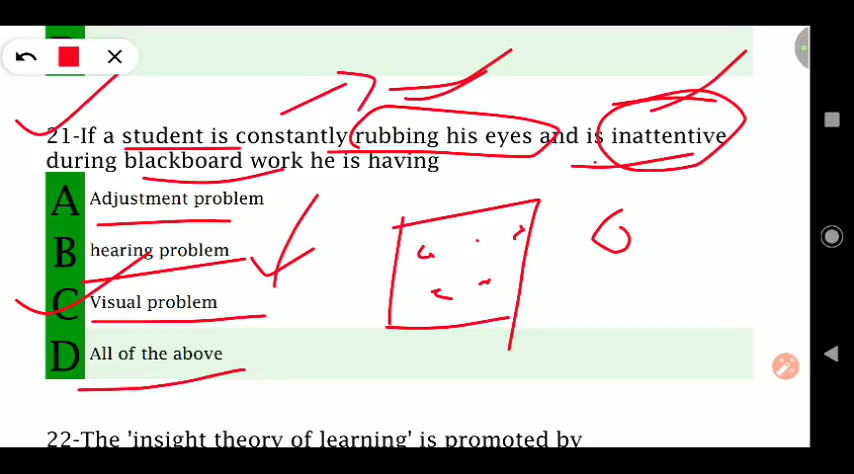 21-If a student is constantly rubbing his eyes and is inattentive
during blackboard work he is having
A Adjustment problem
B hearing problem
C Visual problem
D All of the above
22-The 'insight theory of learning' is promoted by